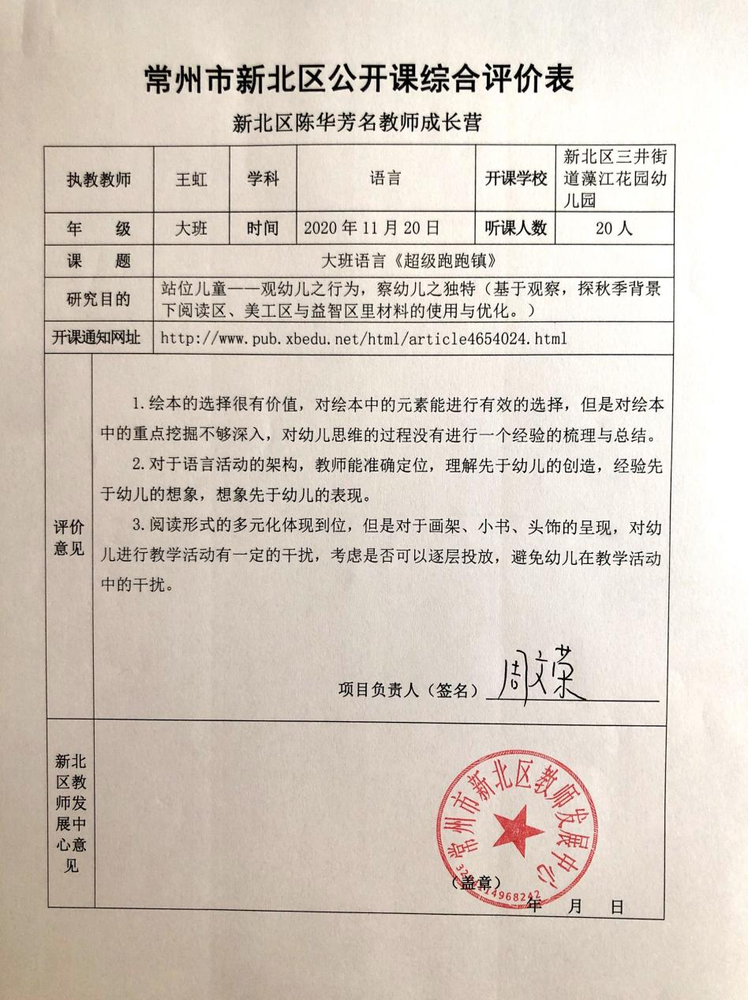 常州市新北区公开课综合评价表
新北区陈华芳名教师成长营
执教教师 王虹 学科 语言 开课学校 新北区三井街
道藻江花园幼
儿园
年 级 大班 时间 2020 年 11 月 20 日 听课人数 20 人
课 题 大班语言《超级跑跑镇》
研究目的 站位儿童——观幼儿之行为，察幼儿之独特（基于观察，探秋季背景
下阅读区、美工区与益智区里材料的使用与优化。）
开课通知网址 http://www.pub.xbedu.net/html/article4654024.html
评价
意见
1.绘本的选择很有价值，对绘本中的元素能进行有效的选择，但是对绘本
中的重点挖掘不够深入，对幼儿思维的过程没有进行一个经验的梳理与总结。
2.对于语言活动的架构，教师能准确定位，理解先于幼儿的创造，经验先
于幼儿的想象，想象先于幼儿的表现。
3.阅读形式的多元化体现到位，但是对于画架、小书、头饰的呈现，对幼
儿进行教学活动有一定的干扰，考虑是否可以逐层投放，避免幼儿在教学活动
中的干扰。
项目负责人（签名） 周文荣
新北
区教
师发
展中
心意
见
常州市新北区教师发展中心
（盖章）
年 月 日